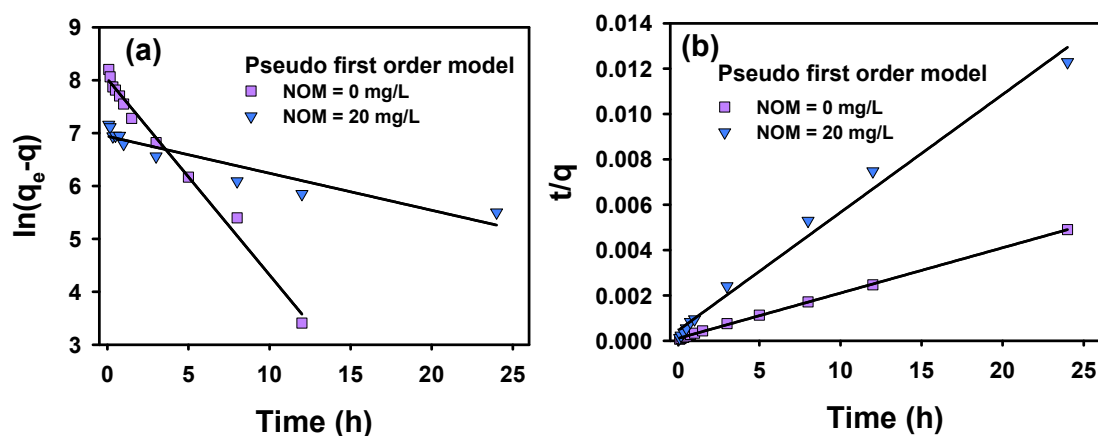 (a)
Pseudo first order model
NOM = 0 mg/L
NOM = 20 mg/L
ln(qe-q)
9
8
7
6
5
4
3
0 5 10 15 20 25
Time (h)
(b)
Pseudo first order model
NOM = 0 mg/L
NOM = 20 mg/L
t/q
0.014
0.012
0.010
0.008
0.006
0.004
0.002
0.000
0 5 10 15 20 25
Time (h)